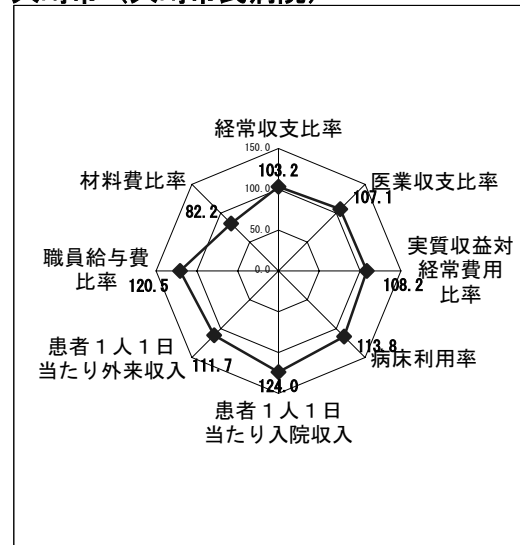 経常収支比率
150.0
103.2
材料費比率
医業収支比率
82.2
100.0
107.1
50.0
職員給与費
比率
0.0
実質収益対
経常費用
比率
120.5
108.2
患者１人１日
当たり外来収入
113.8
病床利用率
111.7
124.0
患者１人１日
当たり入院収入